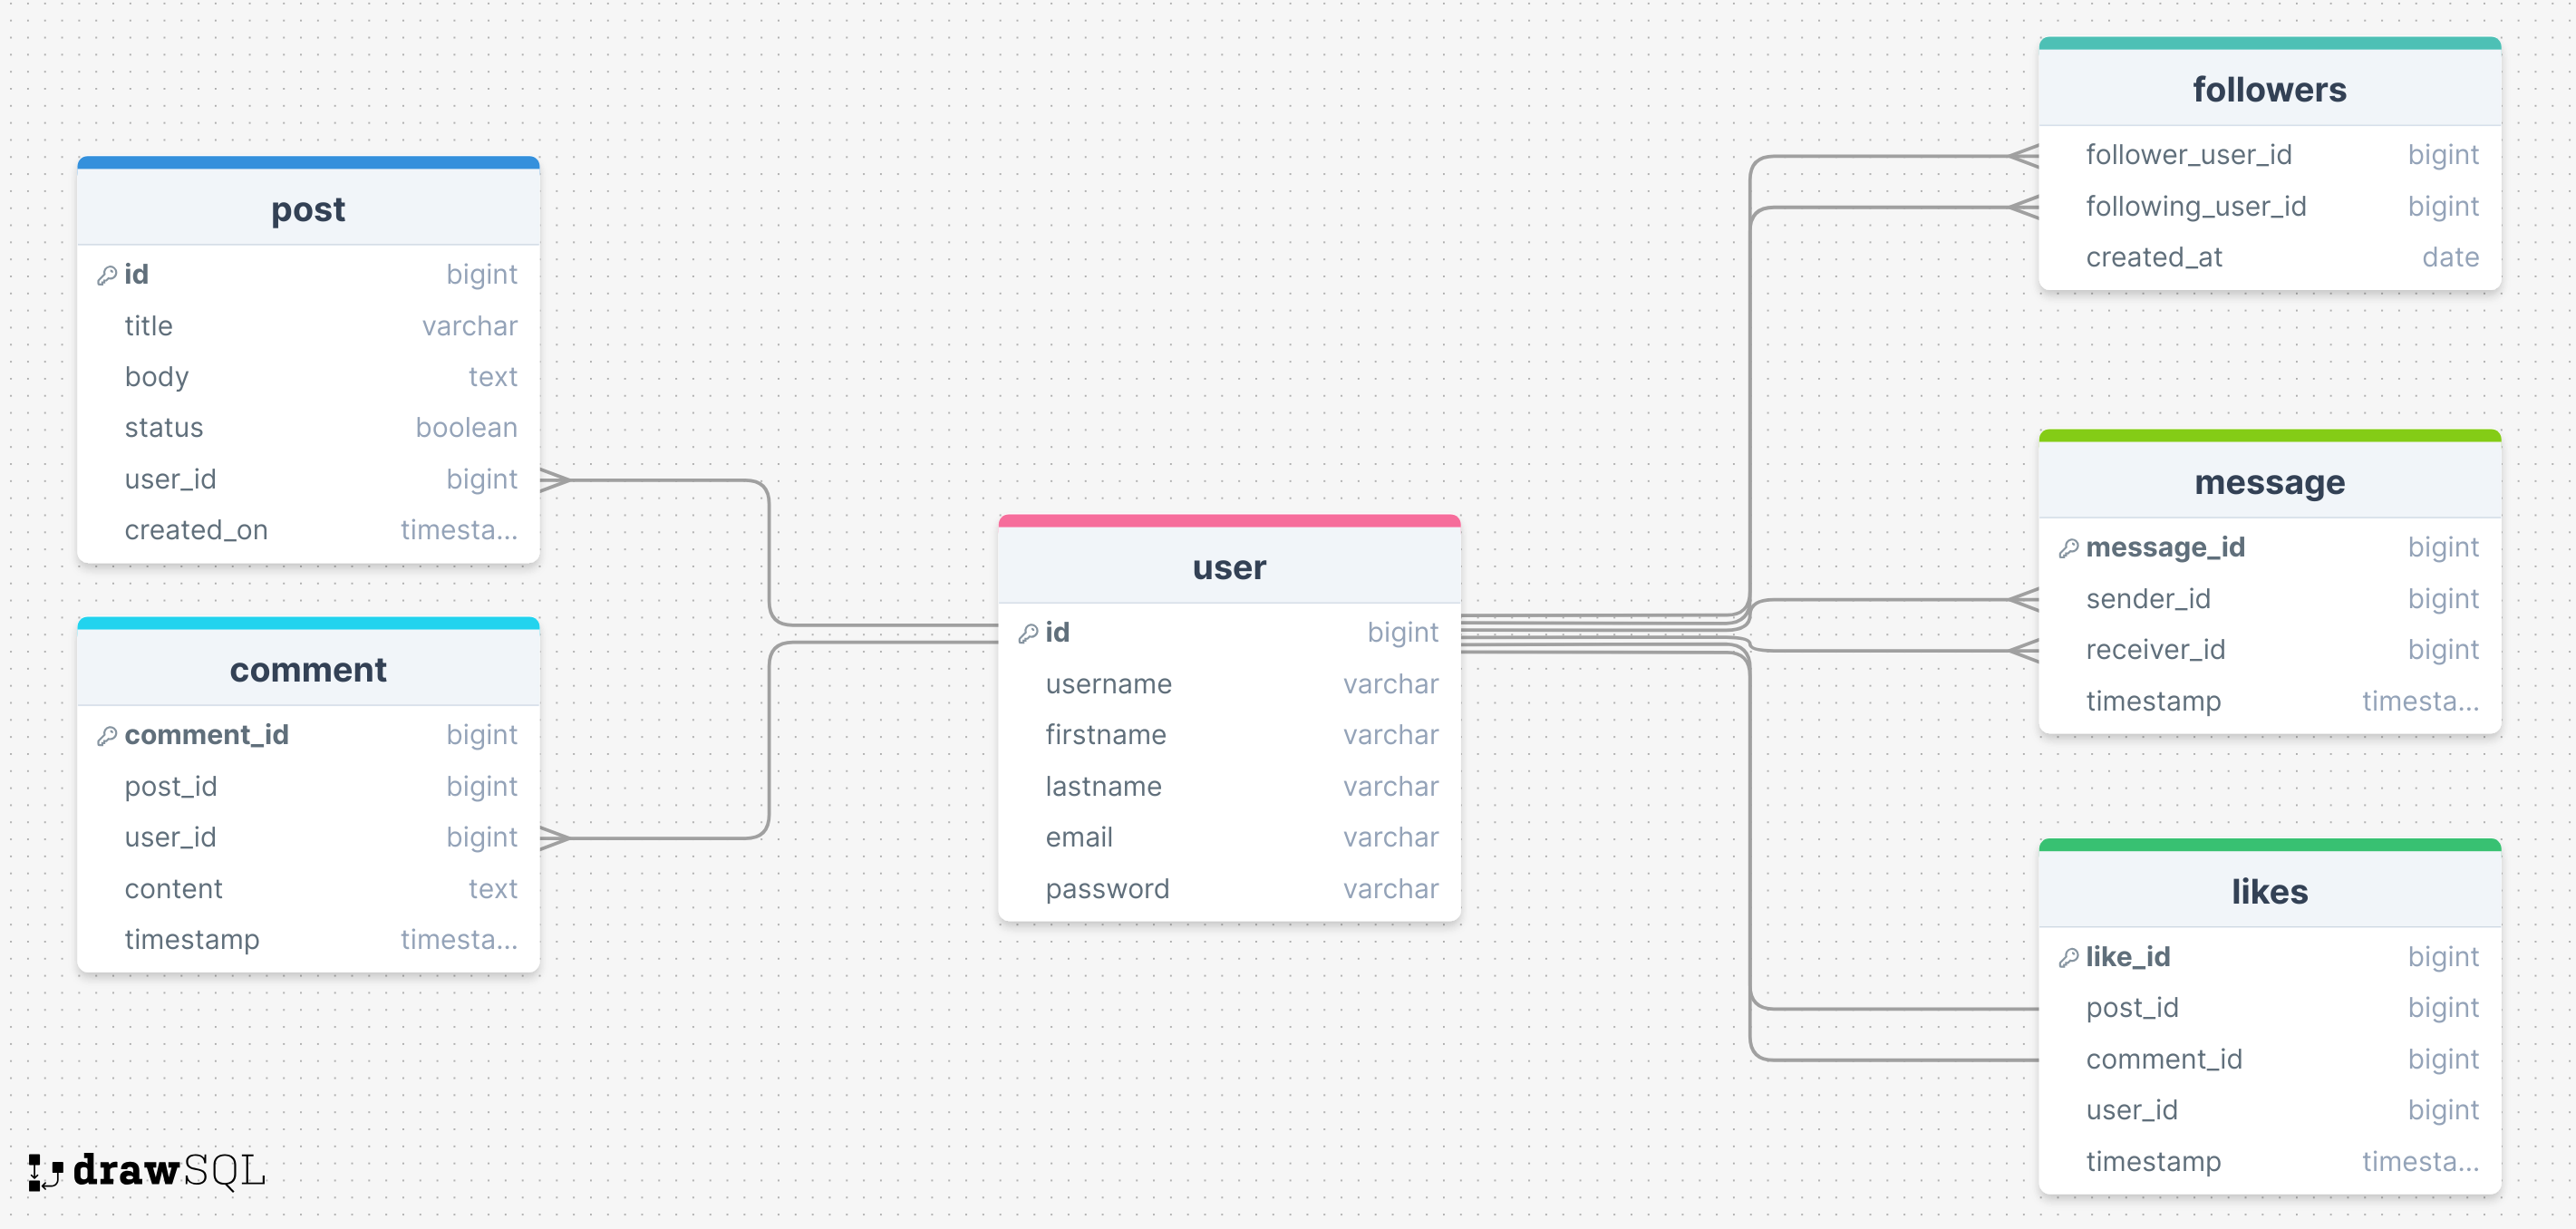 post
id bigint
title varchar
body text
status boolean
user_id bigint
created_on timesta...
comment
comment_id bigint
post_id bigint
user_id bigint
content text
timestamp timesta...
user
id bigint
username varchar
firstname varchar
lastname varchar
email varchar
password varchar
followers
follower_user_id bigint
following_user_id bigint
created_at date
message
message_id bigint
sender_id bigint
receiver_id bigint
timestamp timesta...
likes
like_id bigint
post_id bigint
comment_id bigint
user_id bigint
timestamp timesta...
drawSQL